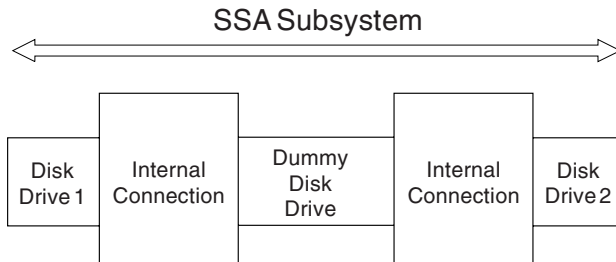 SSA Subsystem
Disk
Drive 1
Internal
Connection
Dummy
Disk
Drive
Internal
Connection
Disk
Drive 2